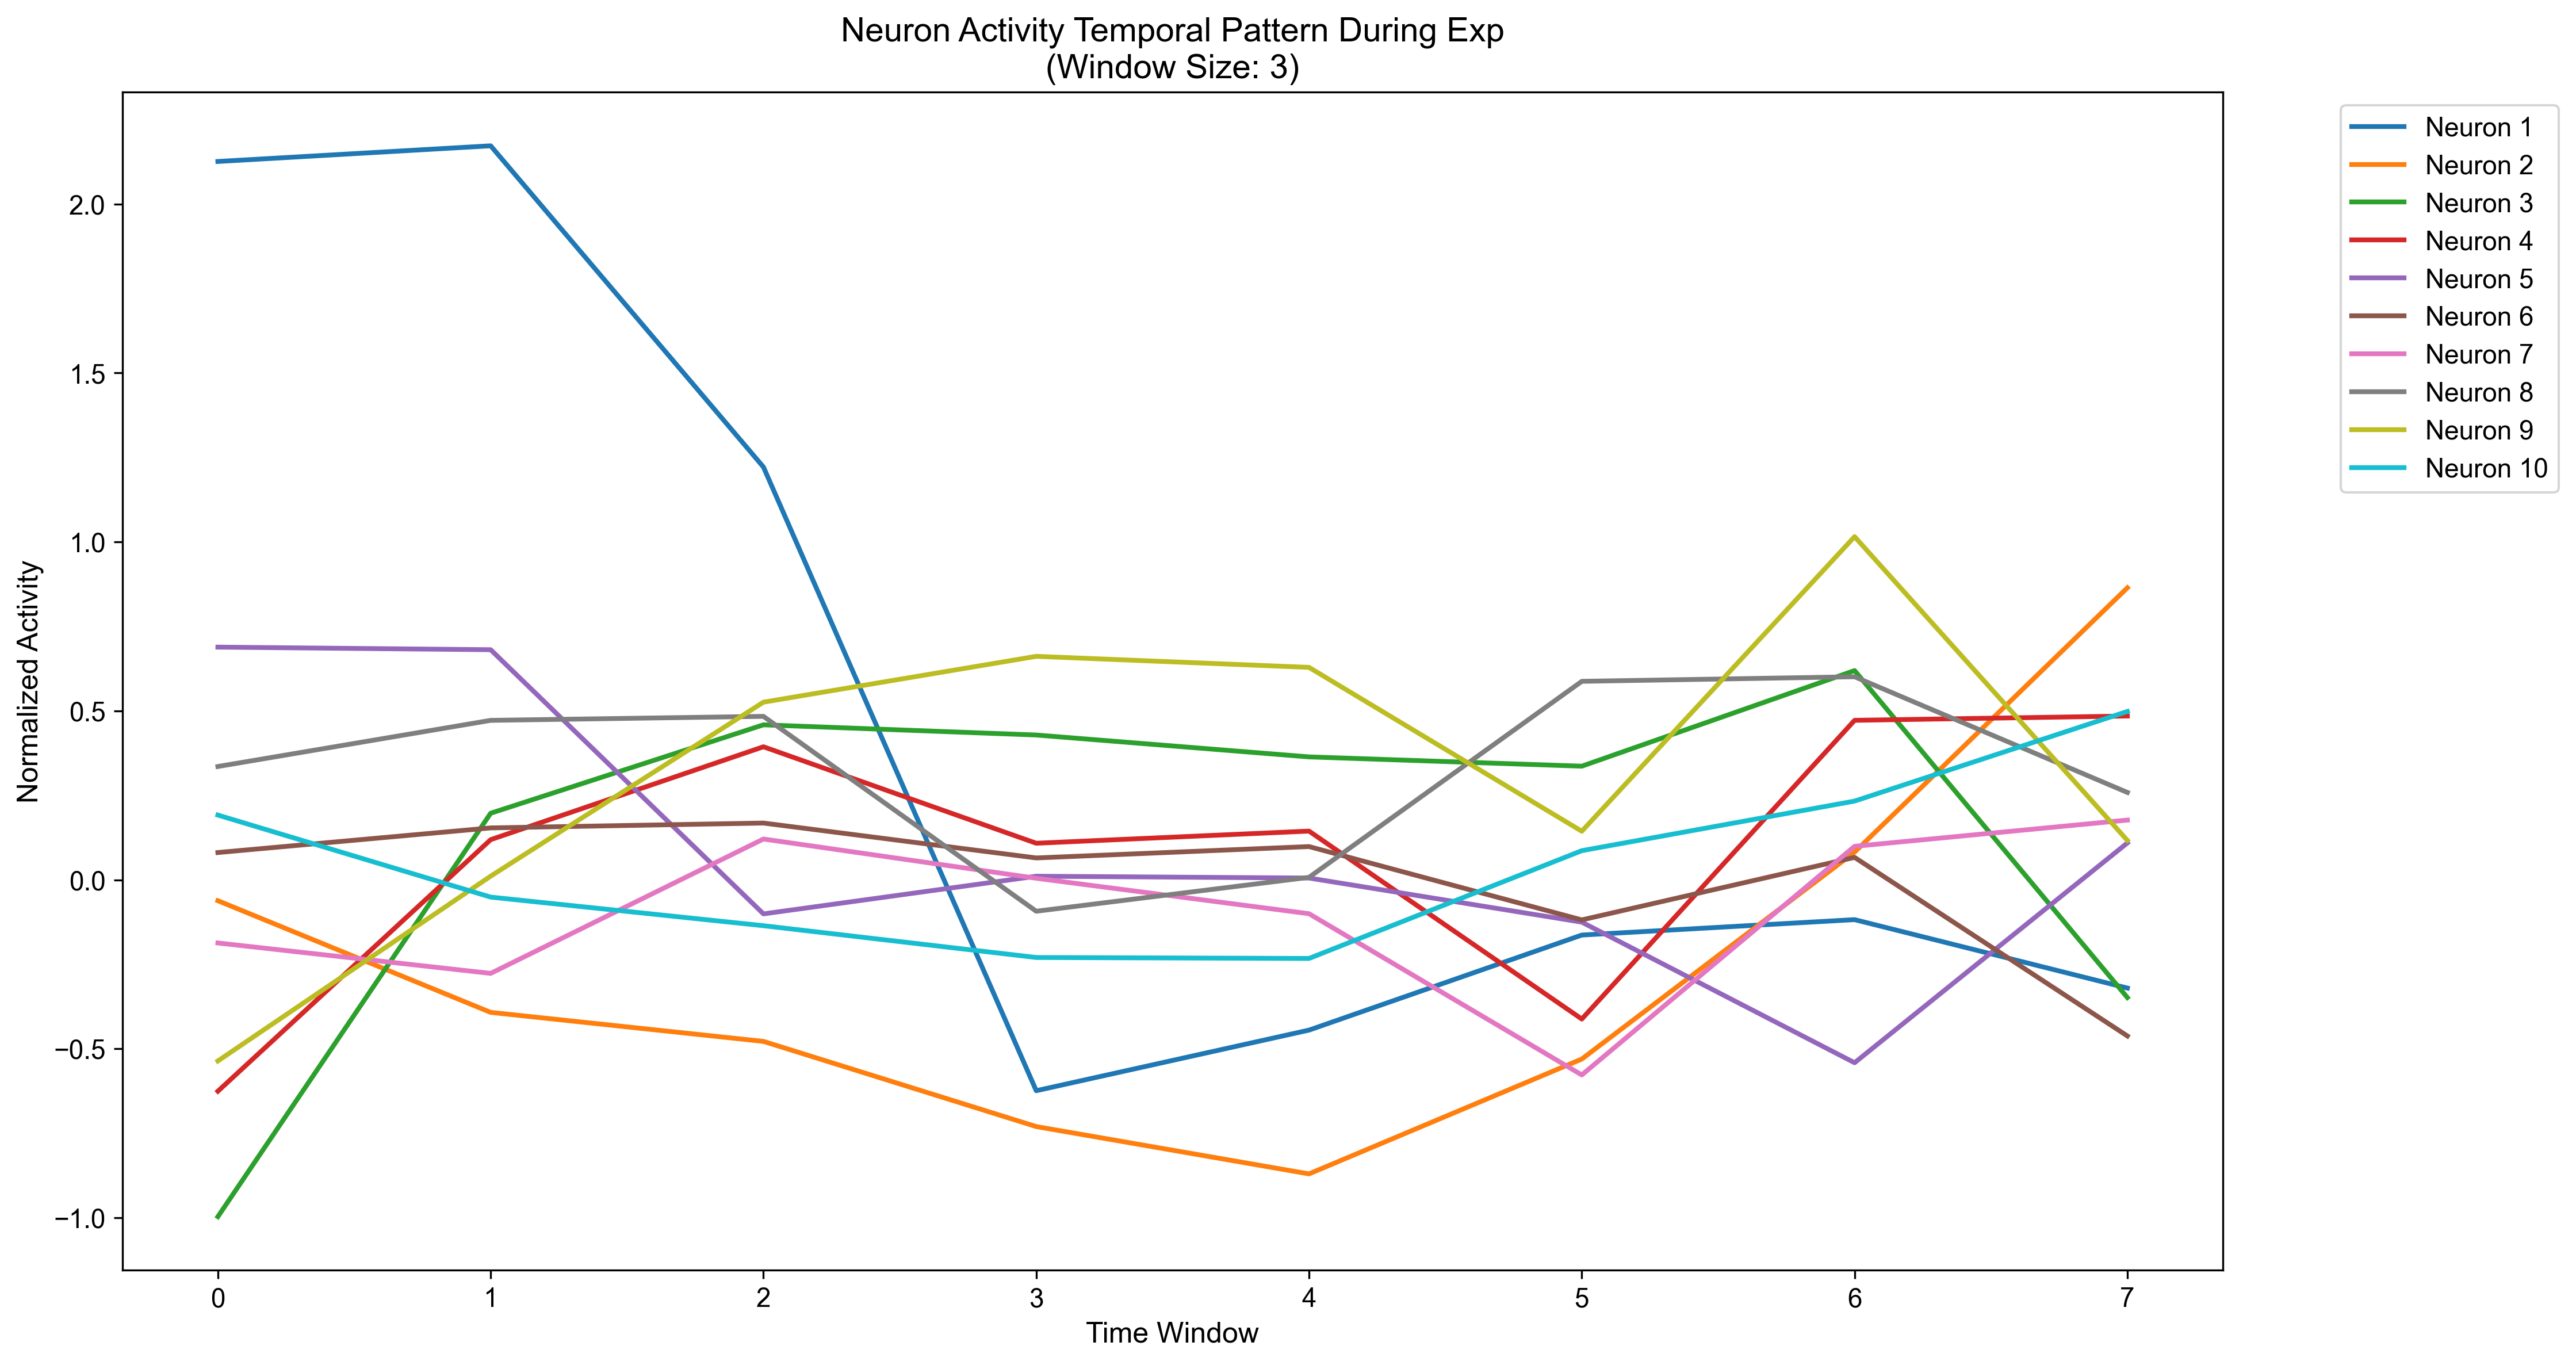 Neuron Activity Temporal Pattern During Exp
(Window Size: 3)
Normalized Activity
2.0
1.5
1.0
0.5
0.0
−0.5
−1.0
0 1 2 3 4 5 6 7
Time Window
Neuron 1
Neuron 2
Neuron 3
Neuron 4
Neuron 5
Neuron 6
Neuron 7
Neuron 8
Neuron 9
Neuron 10